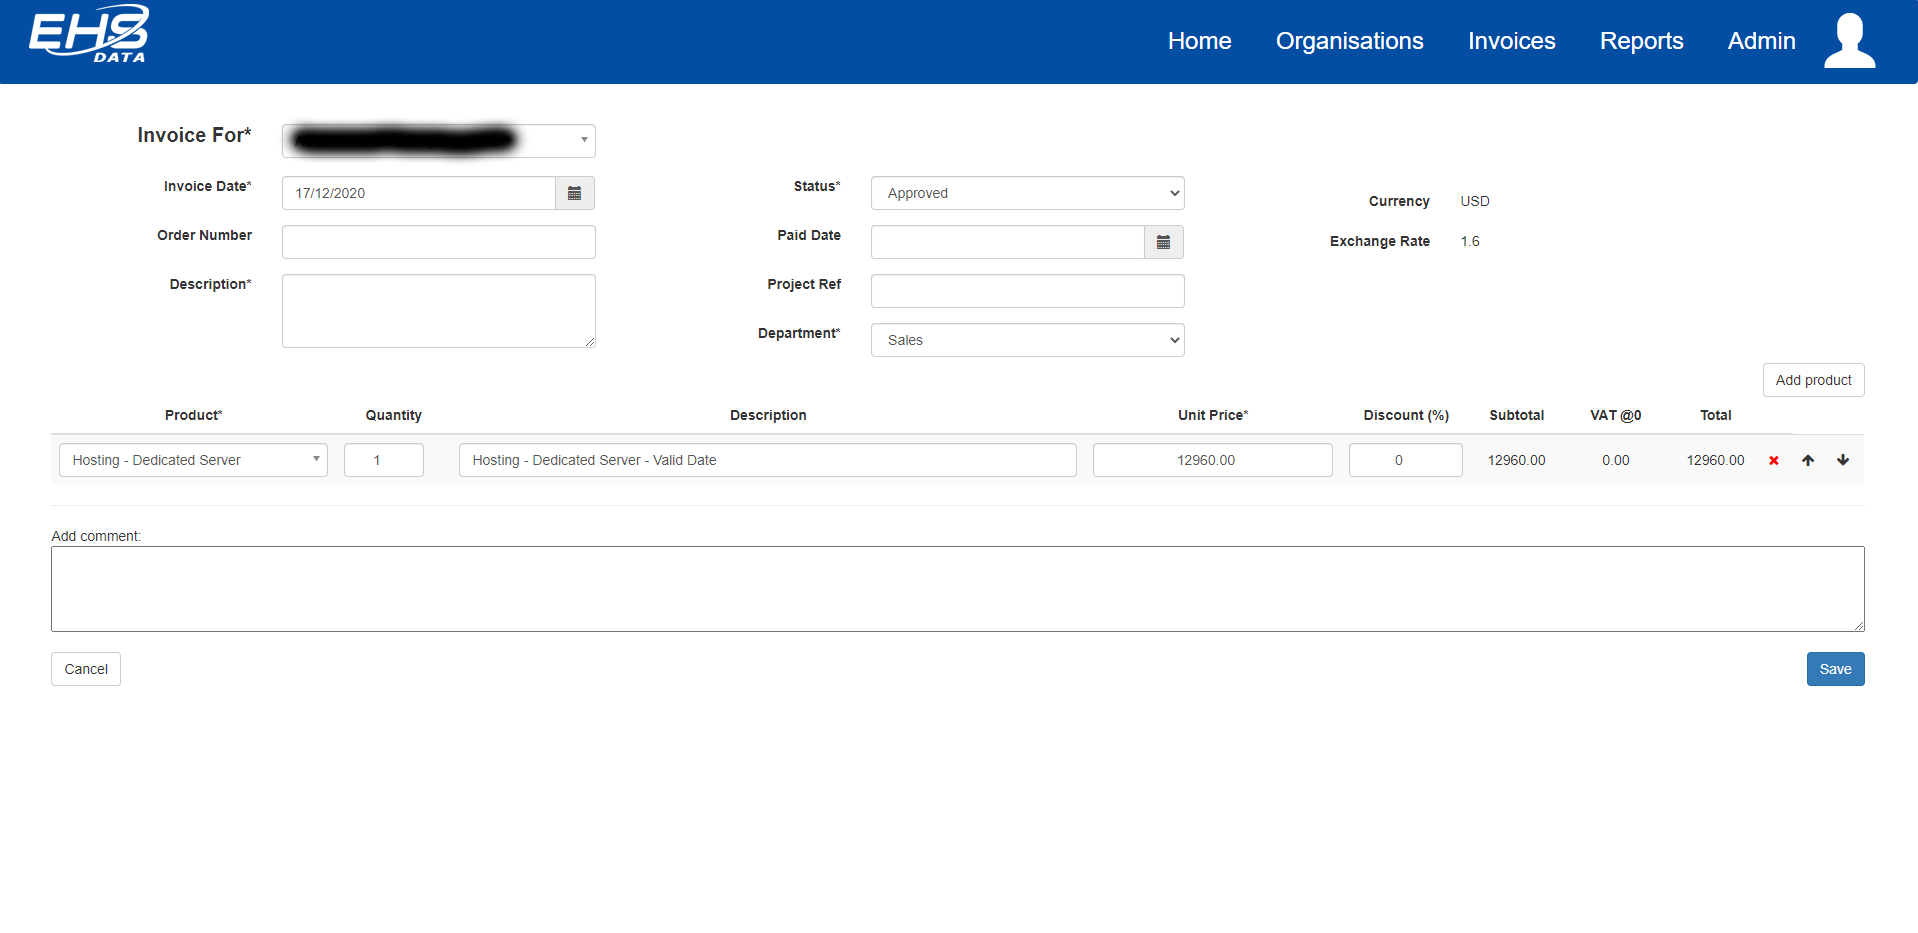 EHS
DATA
Home Organisations Invoices Reports Admin
Invoice For*
Invoice Date* 17/12/2020 Status* Approved
Currency USD
Order Number Paid Date
Exchange Rate 1.6
Description* Project Ref
Department* Sales
Add product
Product* Quantity Description Unit Price* Discount (%) Subtotal VAT @0 Total
Hosting - Dedicated Server 1 Hosting - Dedicated Server - Valid Date 12960.00 0 12960.00 0.00 12960.00
Add comment:
Cancel Save